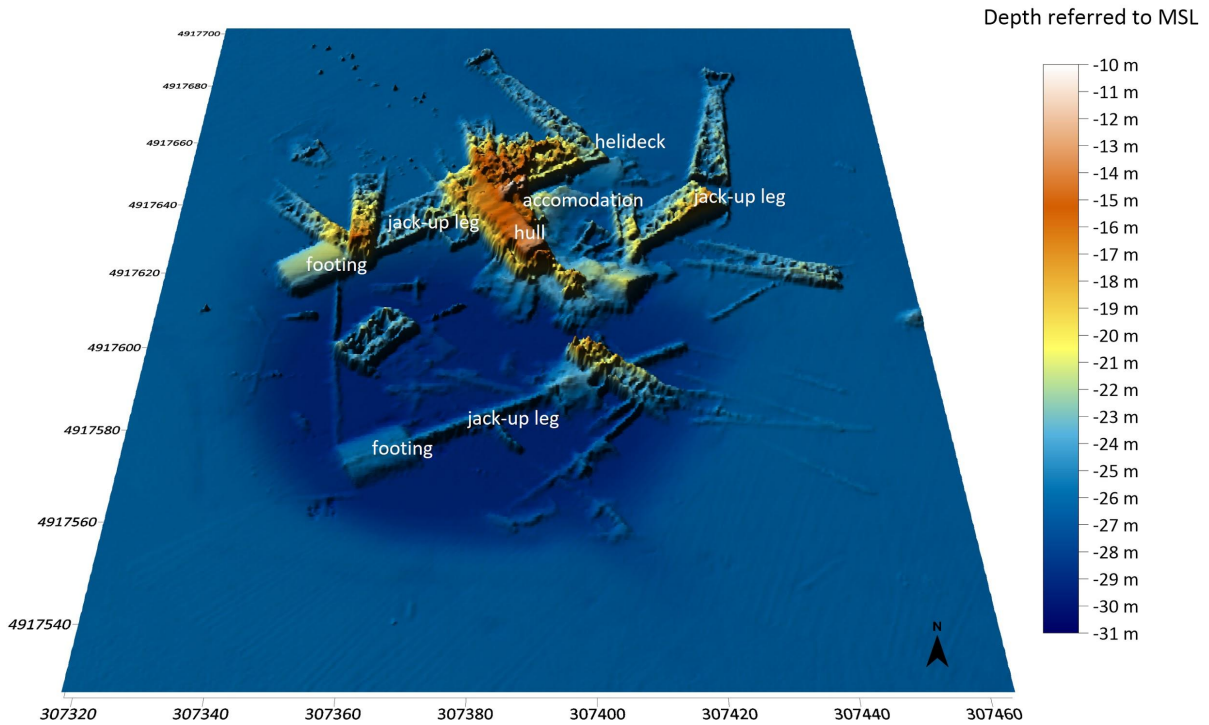 Depth referred to MSL
4917700
4917680
4917660
4917640
4917620
4917600
4917580
4917560
4917540
helideck
accomodation
jack-up leg
jack-up leg
hull
footing
jack-up leg
footing
N
307320
307340
307360
307380
307400
307420
307440
307460
-10 m
-11 m
-12 m
-13 m
-14 m
-15 m
-16 m
-17 m
-18 m
-19 m
-20 m
-21 m
-22 m
-23 m
-24 m
-25 m
-26 m
-27 m
-28 m
-29 m
-30 m
-31 m